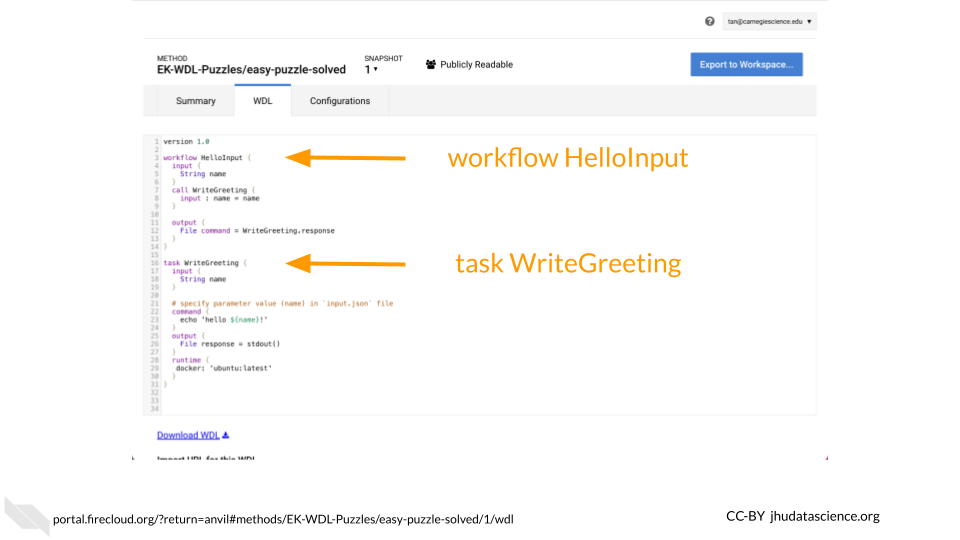 tan@carnegiescience.edu ▼
METHOD
EK-WDL-Puzzles/easy-puzzle-solved
SNAPSHOT
1 ▾
Publicly Readable
Export to Workspace...
Summary
WDL
Configurations
1 version 1.0
2
3 workflow HelloInput {
4   input {
5     String name
6   }
7   call WriteGreeting {
8     input : name = name
9   }
10
11   output {
12     File command = WriteGreeting.response
13   }
14 }
15
16 task WriteGreeting {
17   input {
18     String name
19   }
20
21   # specify parameter value (name) in `input.json` file
22   command {
23     echo 'hello ${name}!'
24   }
25   output {
26     File response = stdout()
27   }
28   runtime {
29    docker: 'ubuntu:latest'
30   }
31 }
32
33
34
workflow HelloInput
task WriteGreeting
Download WDL
Import URL for this WDL
portal.firecloud.org/?return=anvil#methods/EK-WDL-Puzzles/easy-puzzle-solved/1/wdl
CC-BY jhudatascience.org